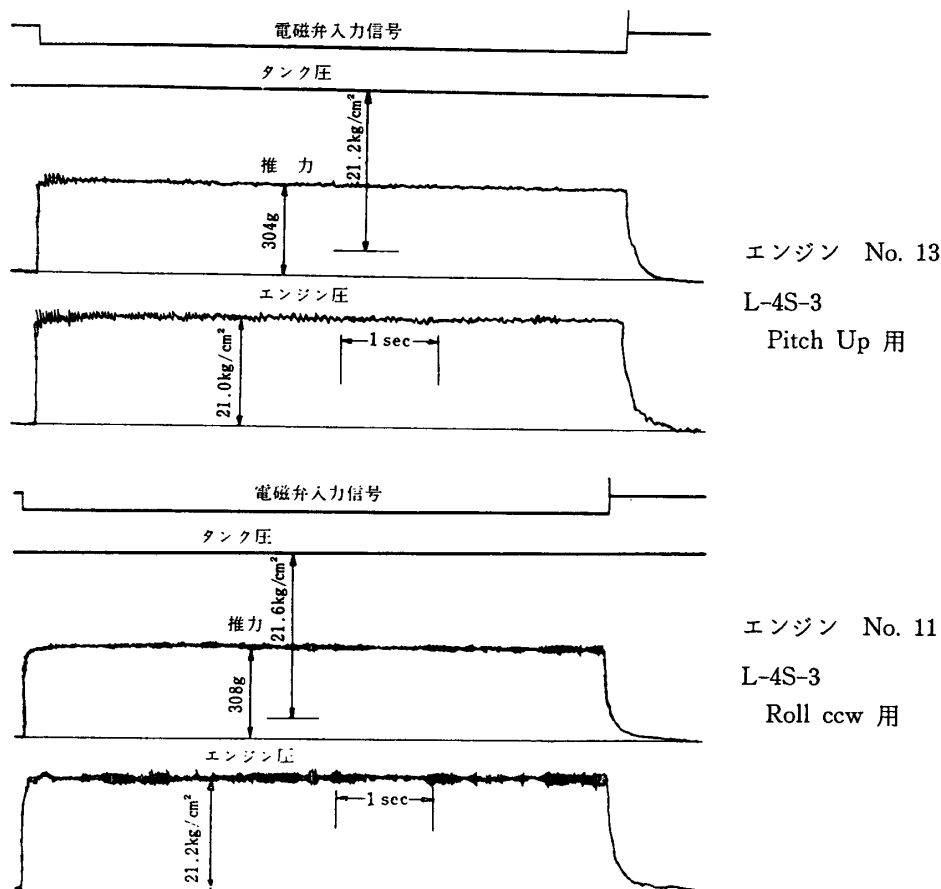 電磁弁入力信号
タンク圧
21.2kg/cm²
推 力
304g
エンジン圧
1 sec
21.0kg/cm²
エンジン No. 13
L-4S-3
Pitch Up 用
電磁弁入力信号
タンク圧
21.6kg/cm²
推力
308g
エンジン圧
1 sec
21.2kg/cm²
エンジン No. 11
L-4S-3
Roll ccw 用